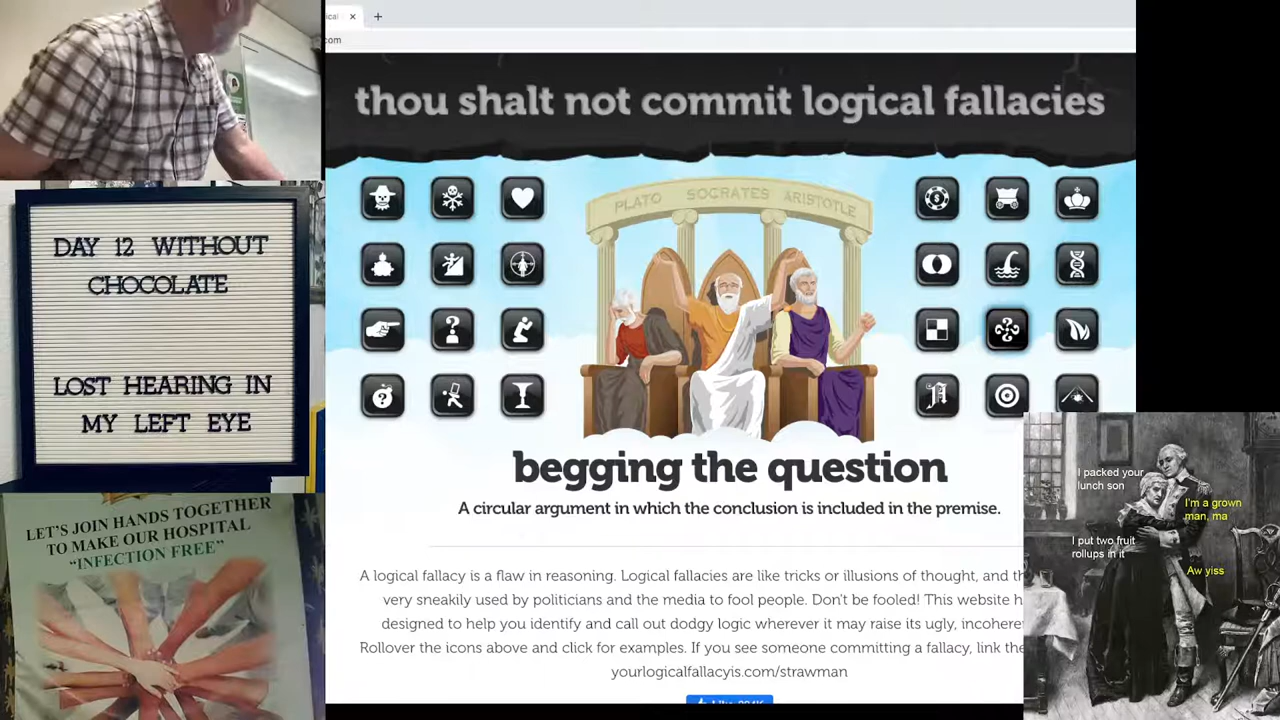 ical
com
thou shalt not commit logical fallacies
PLATO SOCRATES ARISTOTLE
begging the question
A circular argument in which the conclusion is included in the premise.
A logical fallacy is a flaw in reasoning. Logical fallacies are like tricks or illusions of thought, and th
very sneakily used by politicians and the media to fool people. Don't be fooled! This website h
designed to help you identify and call out dodgy logic wherever it may raise its ugly, incohere
Rollover the icons above and click for examples. If you see someone committing a fallacy, link the
yourlogicalfallacyis.com/strawman
DAY 12 WITHOUT
CHOCOLATE
LOST HEARING IN
MY LEFT EYE
LET'S JOIN HANDS TOGETHER
TO MAKE OUR HOSPITAL
"INFECTION FREE"
I packed your
lunch son
I'm a grown
man, ma
I put two fruit
rollups in it
Aw yiss